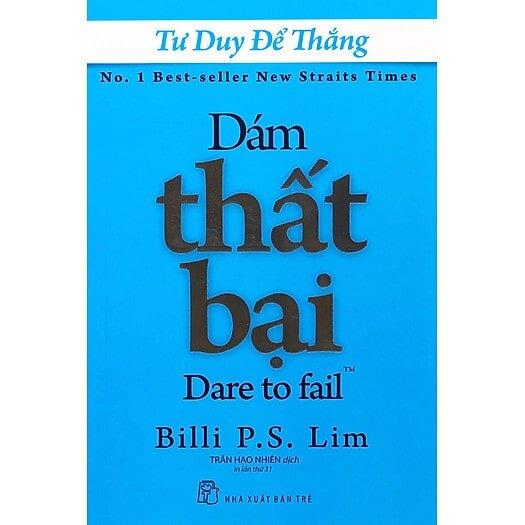 Tư Duy Để Thắng
No. 1 Best-seller New Straits Times
Dám
thất
bại
Dare to fail™
Billi P.S. Lim
TRẦN HẠO NHIÊN dịch
In lần thứ 31
NHÀ XUẤT BẢN TRẺ